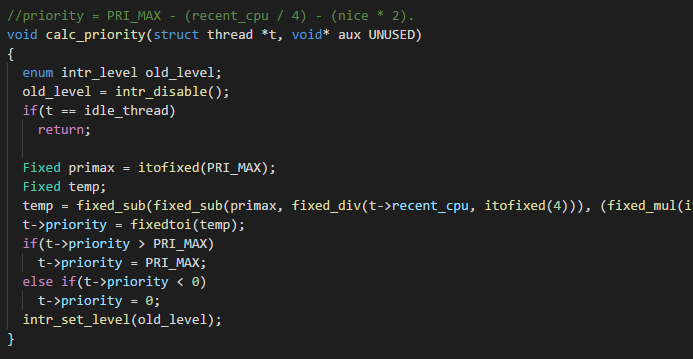 //priority = PRI_MAX - (recent_cpu / 4) - (nice * 2).
void calc_priority(struct thread *t, void* aux UNUSED)
{
enum intr_level old_level;
old_level = intr_disable();
if(t == idle_thread)
return;
Fixed primax = itofixed(PRI_MAX);
Fixed temp;
temp = fixed_sub(fixed_sub(primax, fixed_div(t->recent_cpu, itofixed(4))), (fixed_mul(i
t->priority = fixedtoi(temp);
if(t->priority > PRI_MAX)
t->priority = PRI_MAX;
else if(t->priority < 0)
t->priority = 0;
intr_set_level(old_level);
}